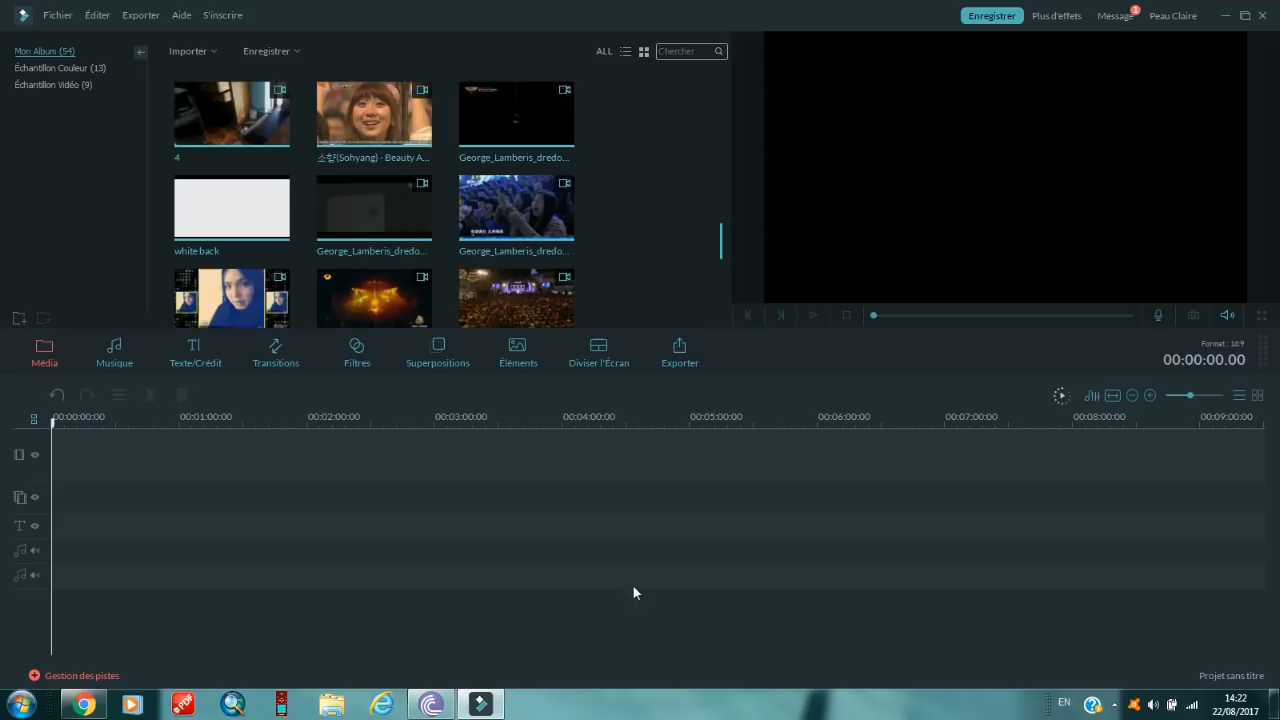 Fichier Éditer Exporter Aide S'inscrire
Enregistrer Plus d'effets Message 1 Peau Claire
Mon Album (54)
Échantillon Couleur (13)
Échantillon Vidéo (9)
Importer Enregistrer ALL Chercher
4
소향(Sohyang) - Beauty A...
George_Lamberis_dredo...
white back
George_Lamberis_dredo...
George_Lamberis_dredo...
Média Musique Texte/Crédit Transitions Filtres Superpositions Éléments Diviser l'Écran Exporter
Format : 16:9
00:00:00.00
00:00:00:00 00:01:00:00 00:02:00:00 00:03:00:00 00:04:00:00 00:05:00:00 00:06:00:00 00:07:00:00 00:08:00:00 00:09:00:00
Gestion des pistes
Projet sans titre
PDF
EN
14:22
22/08/2017